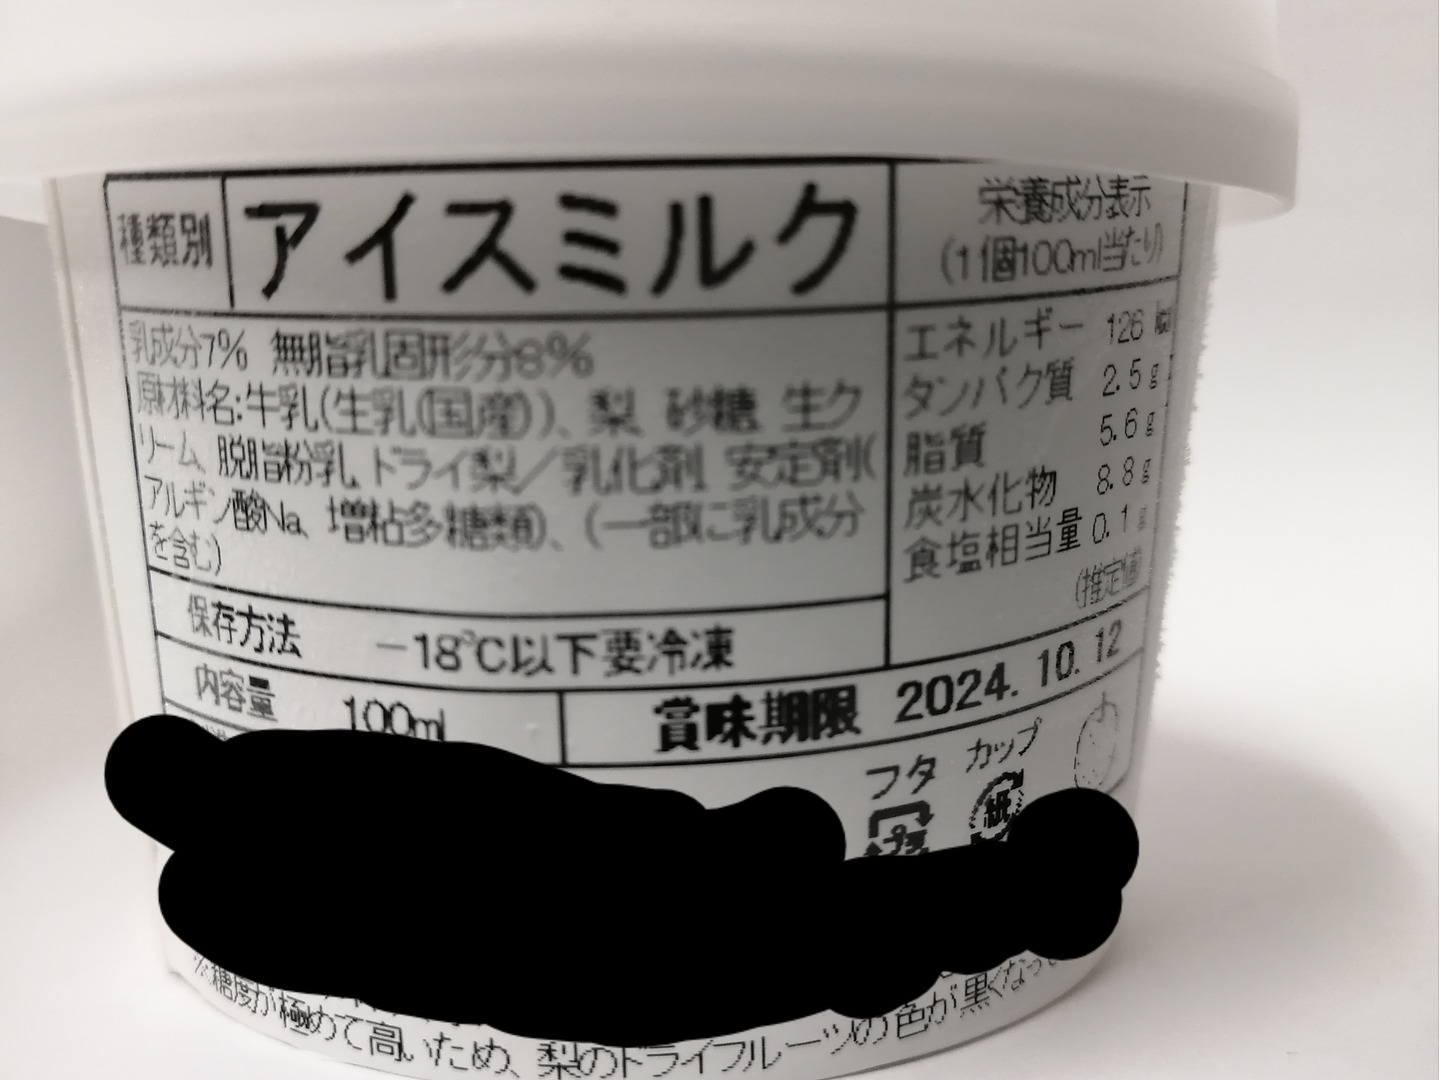 種類別
アイスミルク
乳成分7% 無脂乳固形分8%
原材料名:牛乳(生乳(国産))、梨、砂糖、生ク
リーム、脱脂粉乳、ドライ梨/乳化剤、安定剤(
アルギン酸Na、増粘多糖類)、(一部に乳成分
を含む)
保存方法 -18℃以下要冷凍
内容量 100ml
賞味期限 2024.10.12
栄養成分表示
(1個100ml当たり)
エネルギー 126 kcal
タンパク質 2.5g
脂質 5.6g
炭水化物 8.8g
食塩相当量 0.1g
(推定値)
フタ
プラ
カップ
紙
※糖度が極めて高いため、梨のドライフルーツの色が黒くなっ